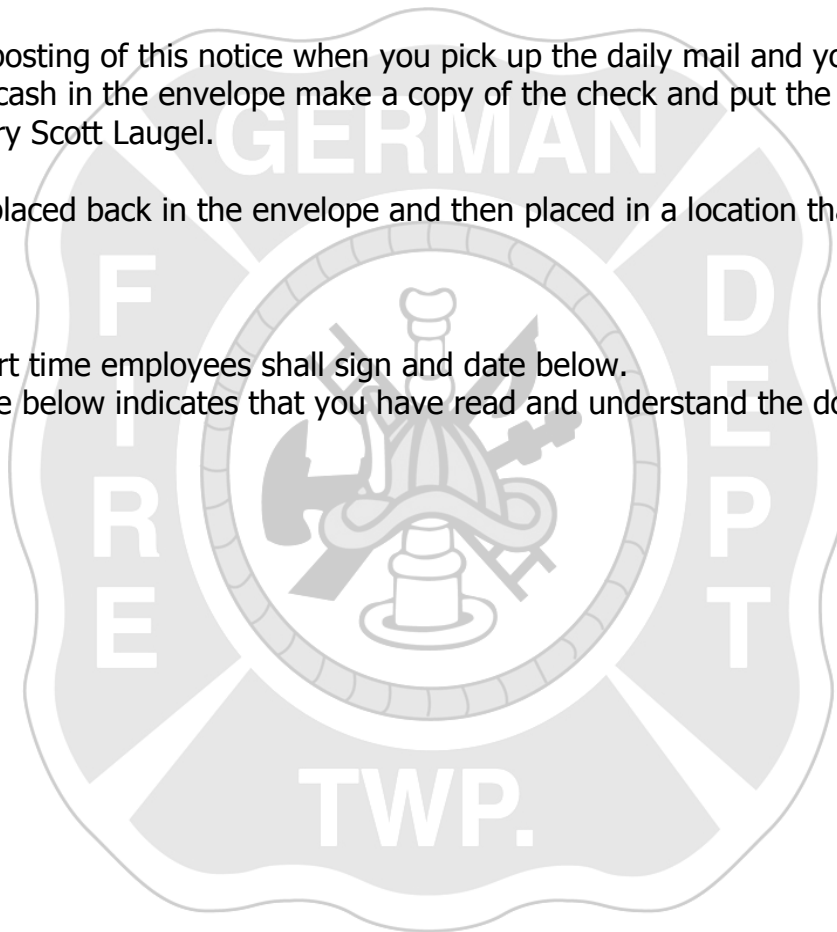 posting of this notice when you pick up the daily mail and yo
cash in the envelope make a copy of the check and put the
ry Scott Laugel.
placed back in the envelope and then placed in a location tha
rt time employees shall sign and date below.
e below indicates that you have read and understand the do
GERMAN
FIRE
DEPT
TWP.